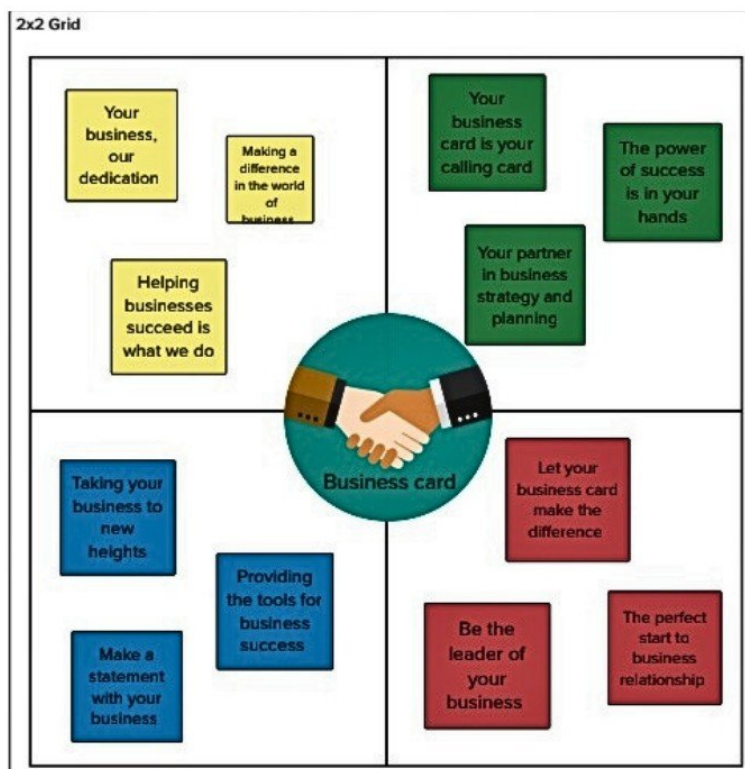 2x2 Grid
Your
business,
our
dedication
Making a
difference
in the world
of
business
Helping
businesses
succeed is
what we do
Your
business
card is your
calling card
The power
of success
is in your
hands
Your partner
in business
strategy and
planning
Business card
Taking your
business to
new
heights
Providing
the tools for
business
success
Make a
statement
with your
business
Let your
business card
make the
difference
Be the
leader of
your
business
The perfect
start to
business
relationship